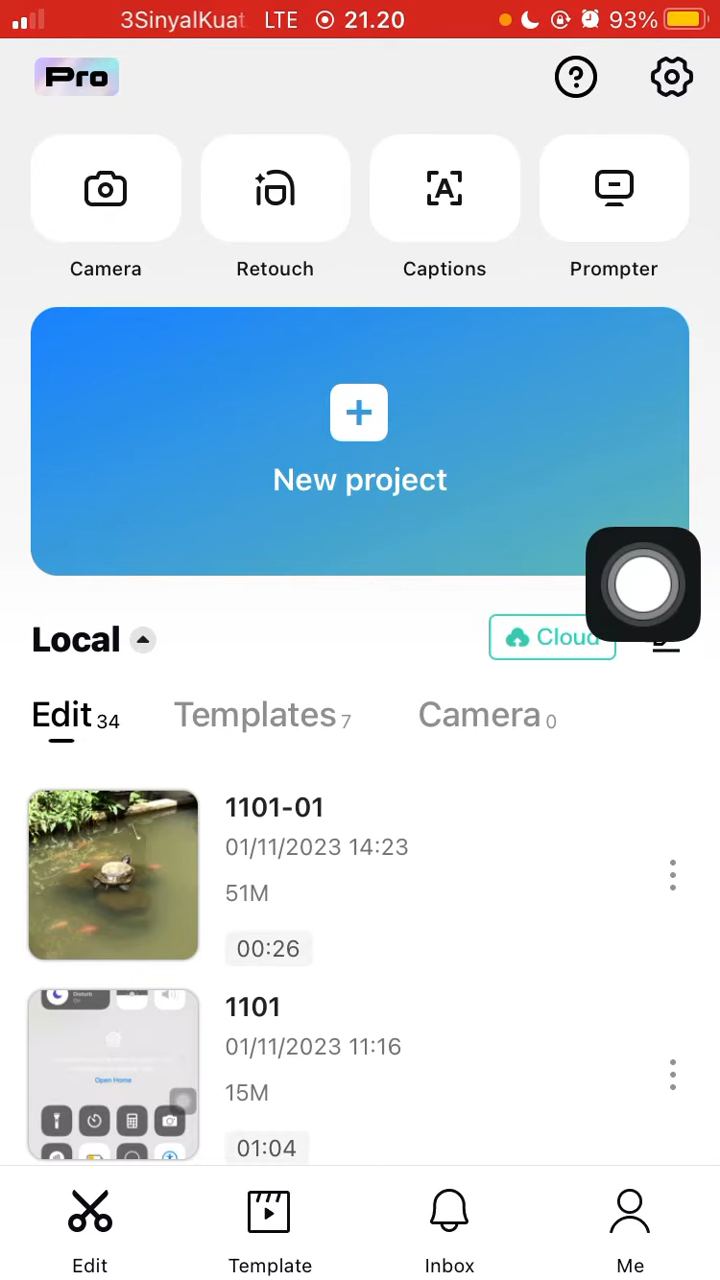 3SinyalKuat LTE 21.20 93%
Pro
Camera Retouch Captions Prompter
New project
Local Cloud
Edit 34 Templates 7 Camera 0
1101-01
01/11/2023 14:23
51M
00:26
1101
01/11/2023 11:16
15M
01:04
Open Home
Edit Template Inbox Me